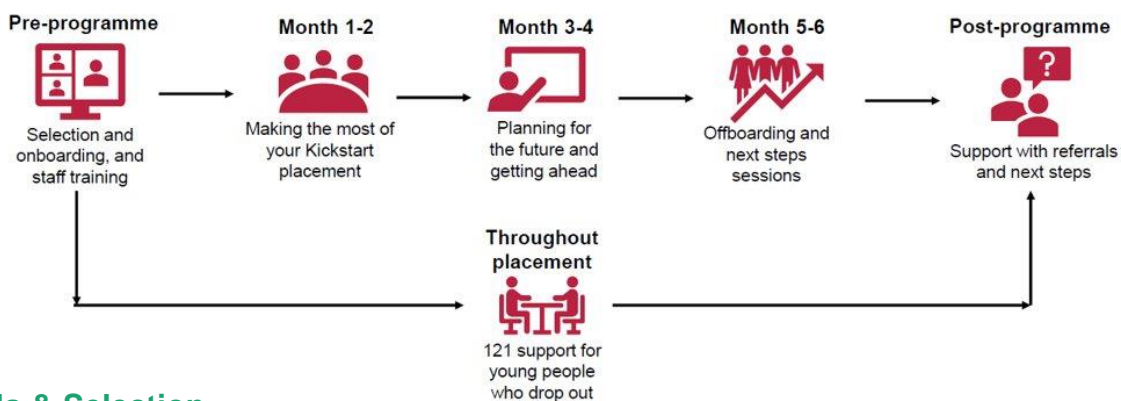 Pre-programme
Selection and
onboarding, and
staff training
Month 1-2
Making the most of
your Kickstart
placement
Month 3-4
Planning for
the future and
getting ahead
Month 5-6
Offboarding and
next steps
sessions
Post-programme
?
Support with referrals
and next steps
Throughout
placement
121 support for
young people
who drop out
& Selection